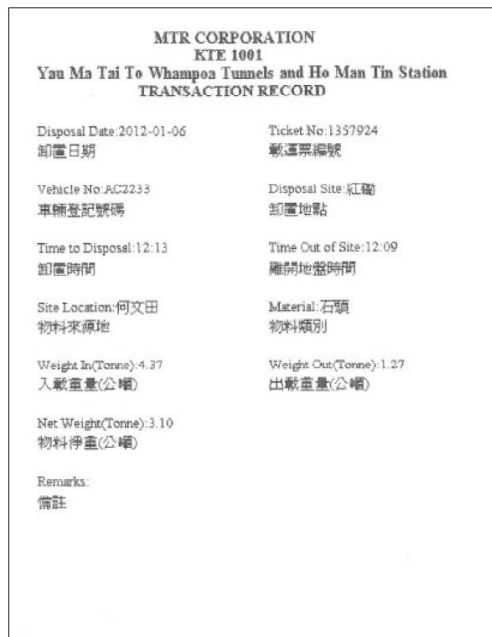 MTR CORPORATION
KTE 1001
Yau Ma Tai To Whampoa Tunnels and Ho Man Tin Station
TRANSACTION RECORD
Disposal Date:2012-01-06 Ticket No:1357924
卸置日期 載運票編號
Vehicle No:AC2233 Disposal Site:紅磡
車輛登記號碼 卸置地點
Time to Disposal:12:13 Time Out of Site:12:09
卸置時間 離開地盤時間
Site Location:何文田 Material:石頭
物料來源地 物料類別
Weight In(Tonne):4.37 Weight Out(Tonne):1.27
入載重量(公噸) 出載重量(公噸)
Net Weight(Tonne):3.10
物料淨重(公噸)
Remarks:
備註